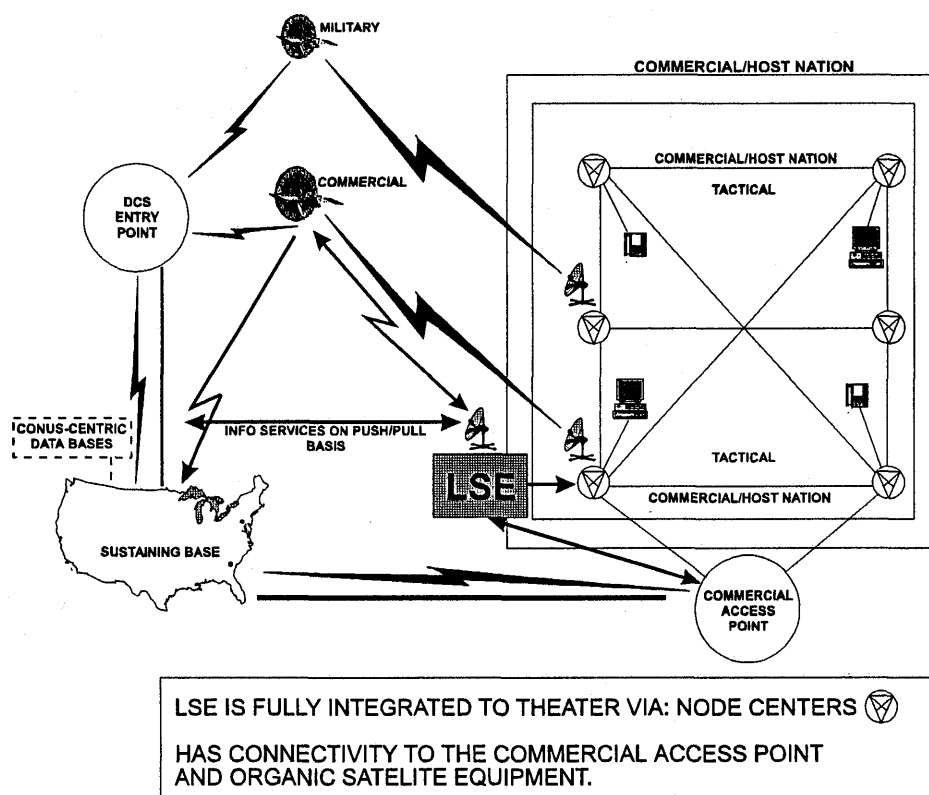 MILITARY
COMMERCIAL/HOST NATION
COMMERCIAL/HOST NATION
TACTICAL
COMMERCIAL
DCS
ENTRY
POINT
CONUS-CENTRIC
DATA BASES
INFO SERVICES ON PUSH/PULL
BASIS
LSE
TACTICAL
COMMERCIAL/HOST NATION
SUSTAINING BASE
COMMERCIAL
ACCESS
POINT
LSE IS FULLY INTEGRATED TO THEATER VIA: NODE CENTERS
HAS CONNECTIVITY TO THE COMMERCIAL ACCESS POINT
AND ORGANIC SATELITE EQUIPMENT.